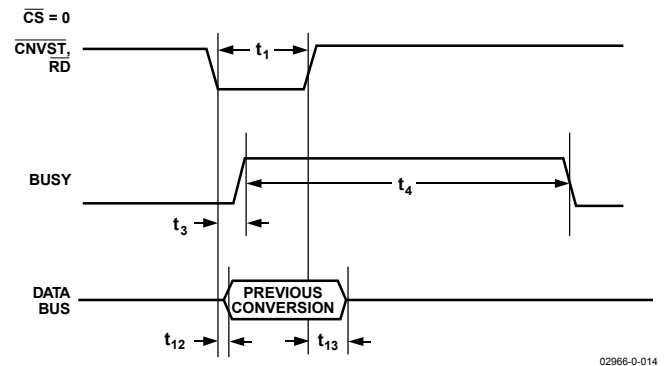 CS = 0
CNVST,
RD
t1
BUSY
t4
t3
DATA
BUS
PREVIOUS
CONVERSION
t12
t13
02966-0-014